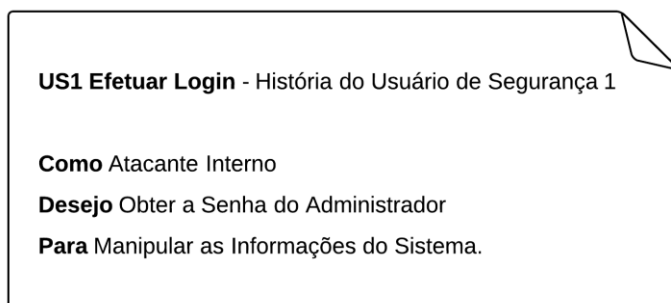 US1 Efetuar Login - História do Usuário de Segurança 1
Como Atacante Interno
Desejo Obter a Senha do Administrador
Para Manipular as Informações do Sistema.